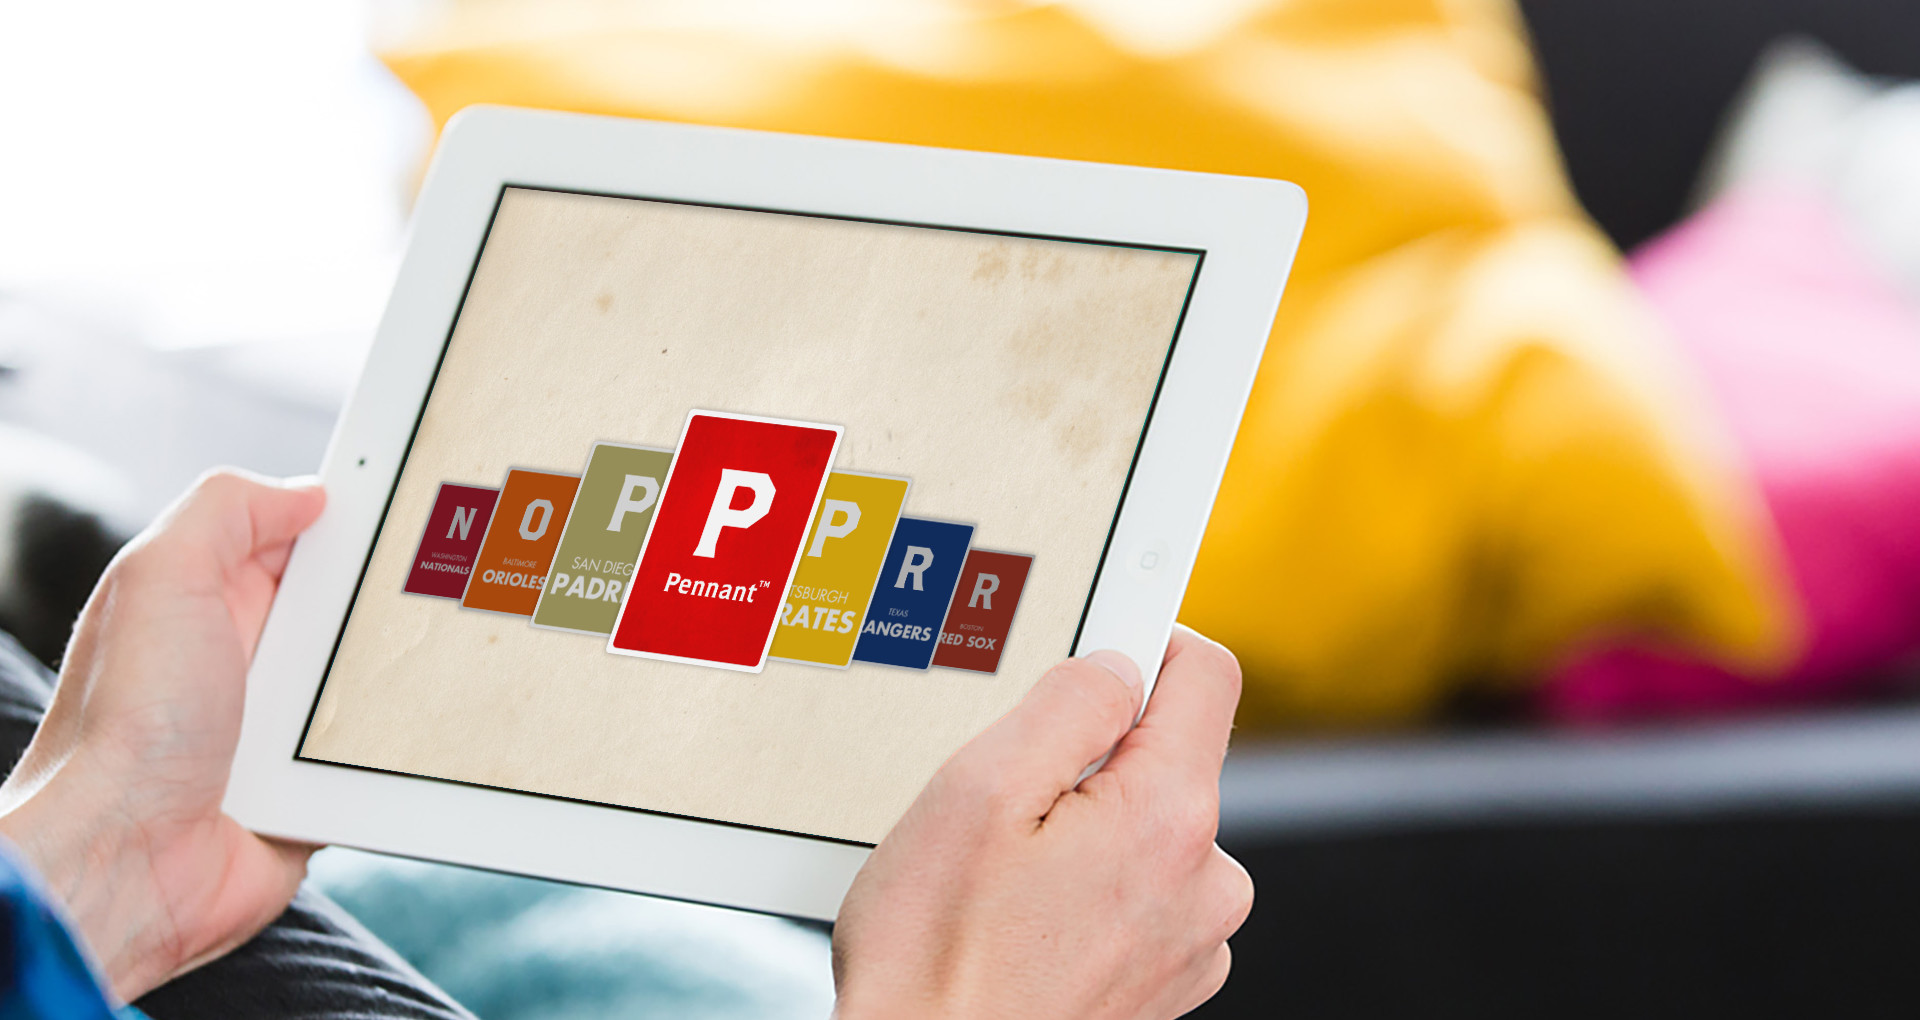 N
WASHINGTON
NATIONALS
O
BALTIMORE
ORIOLES
P
SAN DIEG
PADR
P
Pennant™
P
TSBURGH
RATES
R
TEXAS
ANGERS
R
BOSTON
RED SOX